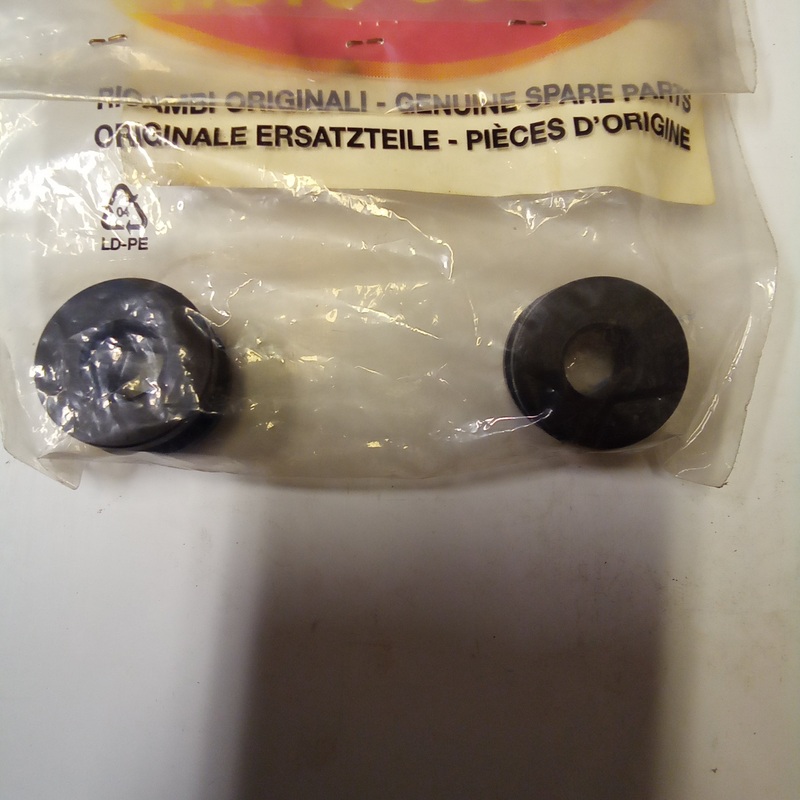 RICAMBI ORIGINALI - GENUINE SPARE PARTS
ORIGINALE ERSATZTEILE - PIÈCES D'ORIGINE
04
LD-PE